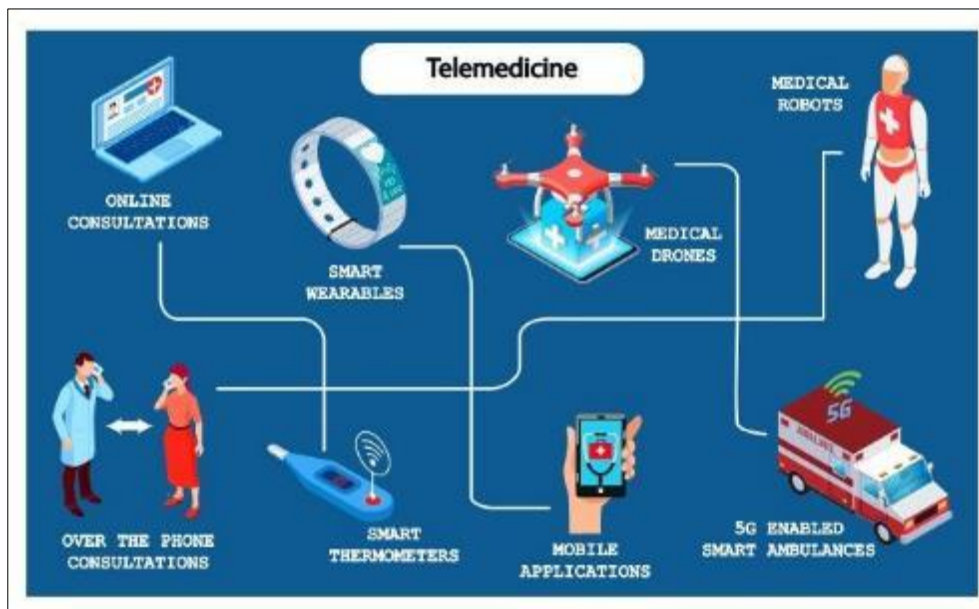 Telemedicine
ONLINE
CONSULTATIONS
SMART
WEARABLES
MEDICAL
DRONES
MEDICAL
ROBOTS
OVER THE PHONE
CONSULTATIONS
SMART
THERMOMETERS
MOBILE
APPLICATIONS
5G
5G ENABLED
SMART AMBULANCES